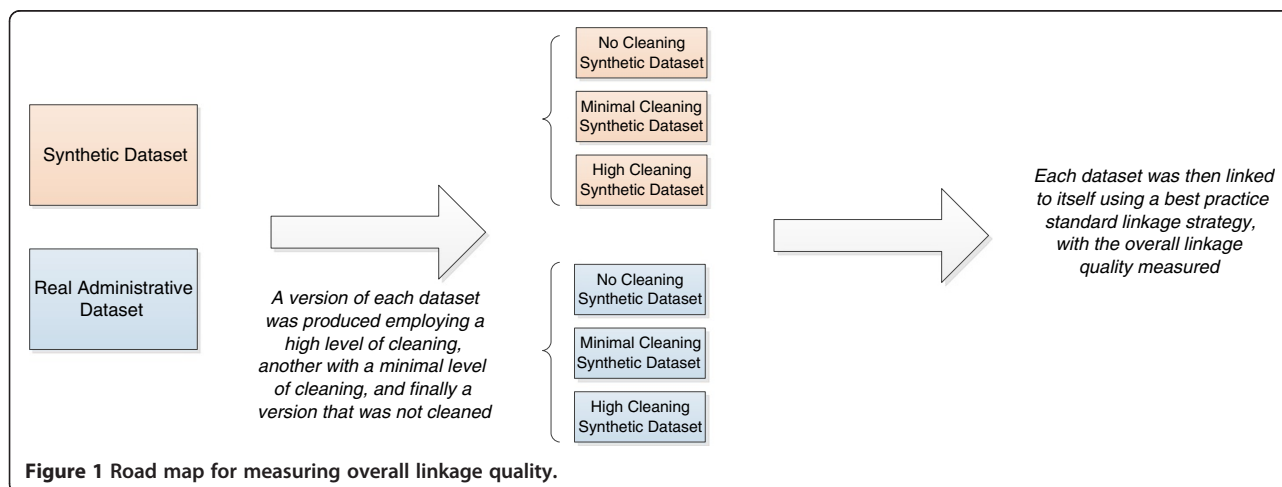 Synthetic Dataset
Real Administrative
Dataset
A version of each dataset
was produced employing a
high level of cleaning,
another with a minimal level
of cleaning, and finally a
version that was not cleaned
No Cleaning
Synthetic Dataset
Minimal Cleaning
Synthetic Dataset
High Cleaning
Synthetic Dataset
No Cleaning
Synthetic Dataset
Minimal Cleaning
Synthetic Dataset
High Cleaning
Synthetic Dataset
Each dataset was then linked
to itself using a best practice
standard linkage strategy,
with the overall linkage
quality measured
Figure 1 Road map for measuring overall linkage quality.